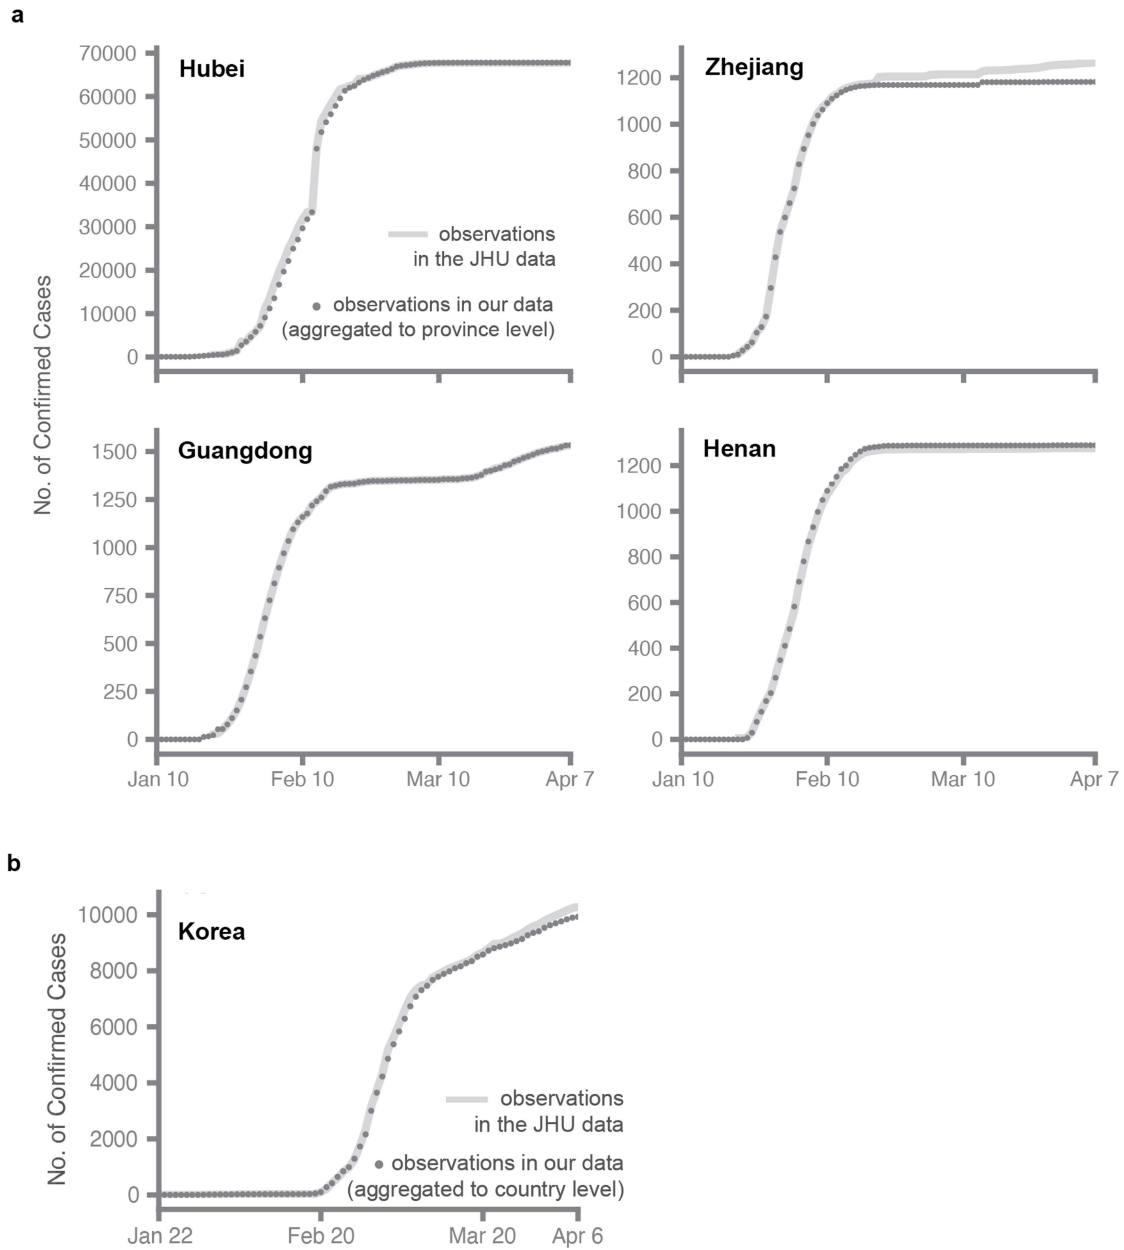 a
No. of Confirmed Cases
Hubei
70000
60000
50000
40000
30000
20000
10000
0
observations
in the JHU data
observations in our data
(aggregated to province level)
Zhejiang
1200
1000
800
600
400
200
0
Guangdong
1500
1250
1000
750
500
250
0
Jan 10 Feb 10 Mar 10 Apr 7
Henan
1200
1000
800
600
400
200
0
Jan 10 Feb 10 Mar 10 Apr 7
b
No. of Confirmed Cases
Korea
10000
8000
6000
4000
2000
0
observations
in the JHU data
observations in our data
(aggregated to country level)
Jan 22 Feb 20 Mar 20 Apr 6